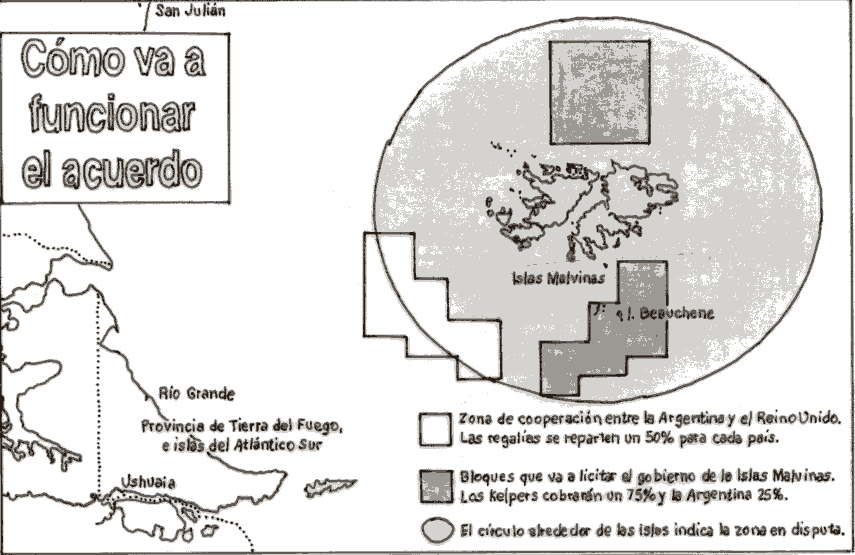 San Julián
Cómo va a
funcionar
el acuerdo
Islas Malvinas
I. Beauchene
Río Grande
Provincia de Tierra del Fuego,
e islas del Atlántico Sur
Ushuaia
Zona de cooperación entre la Argentina y el Reino Unido.
Las regalías se reparten un 50% para cada país.
Bloques que va a licitar el gobierno de la Islas Malvinas.
Los kelpers cobrarán un 75% y la Argentina 25%.
El círculo alrededor de las islas indica la zona en disputa.